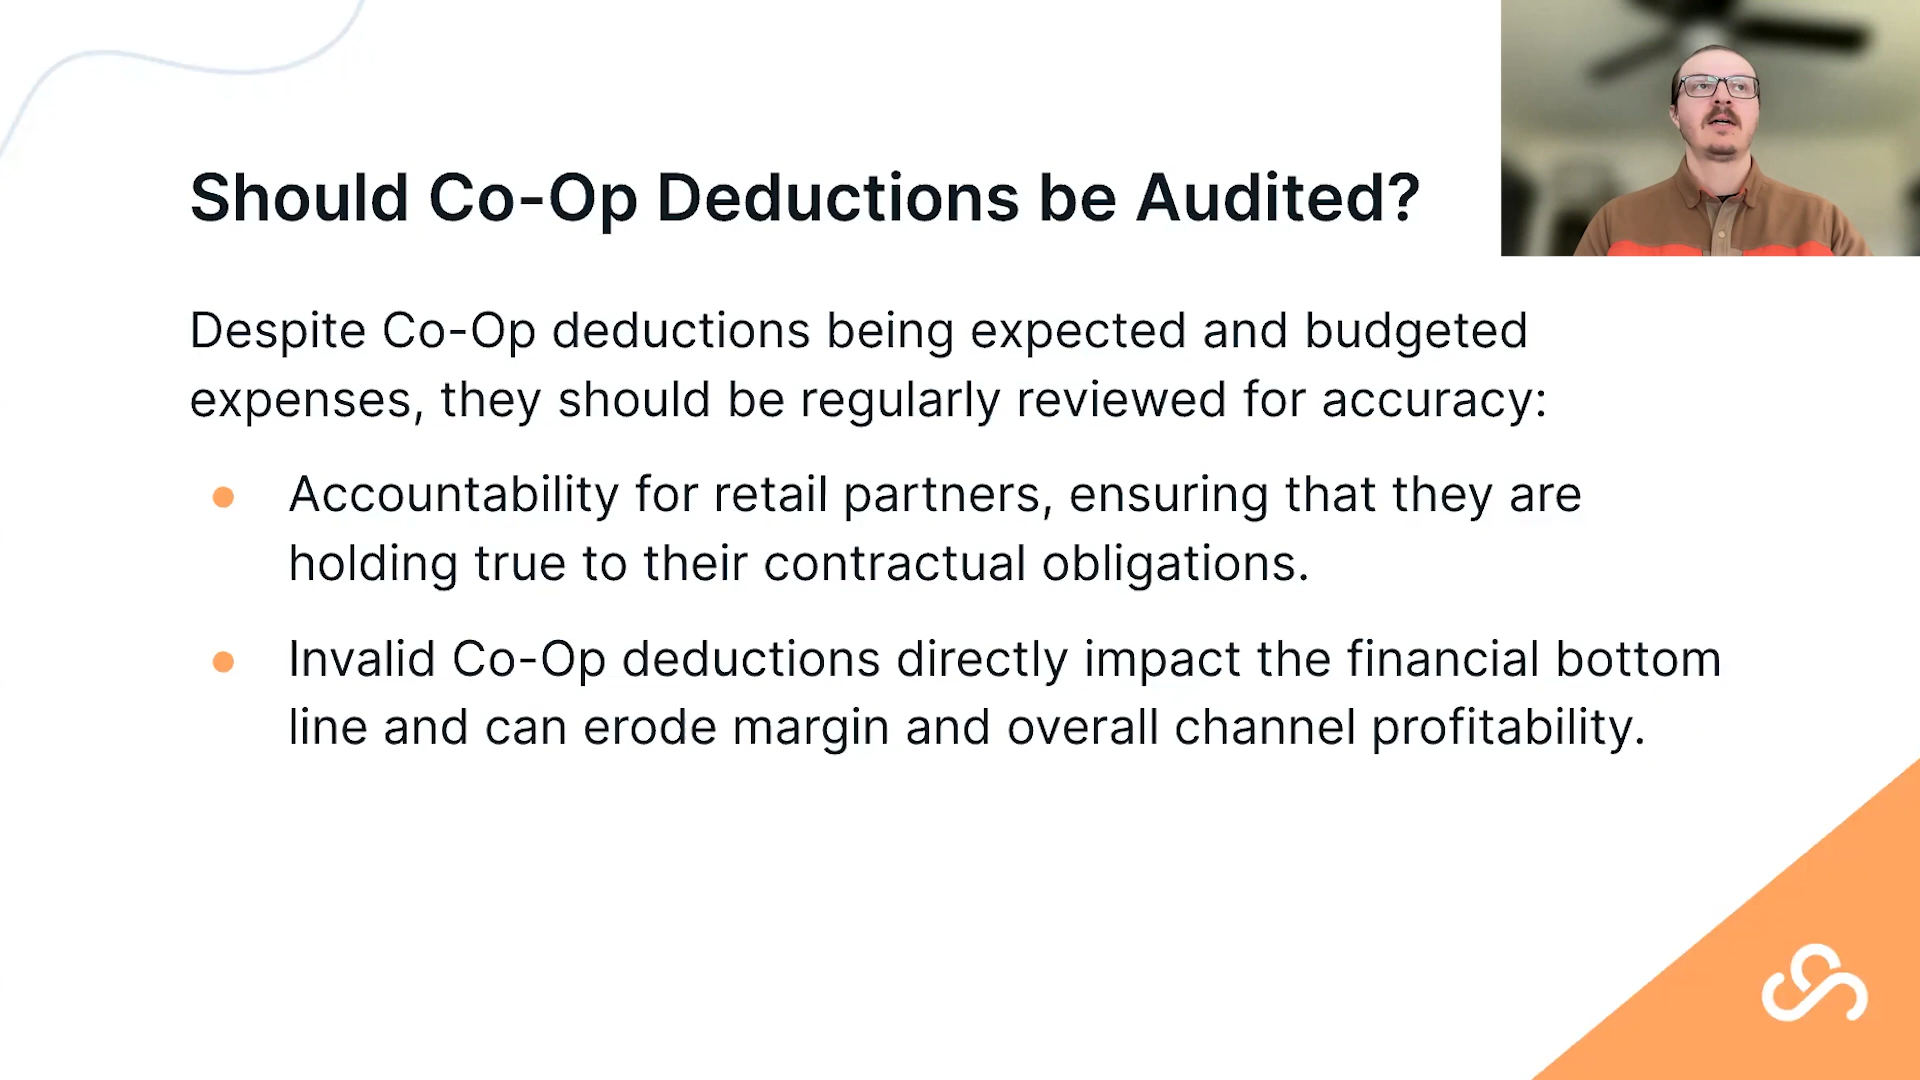 Should Co-Op Deductions be Audited?
Despite Co-Op deductions being expected and budgeted
expenses, they should be regularly reviewed for accuracy:
Accountability for retail partners, ensuring that they are
holding true to their contractual obligations.
Invalid Co-Op deductions directly impact the financial bottom
line and can erode margin and overall channel profitability.